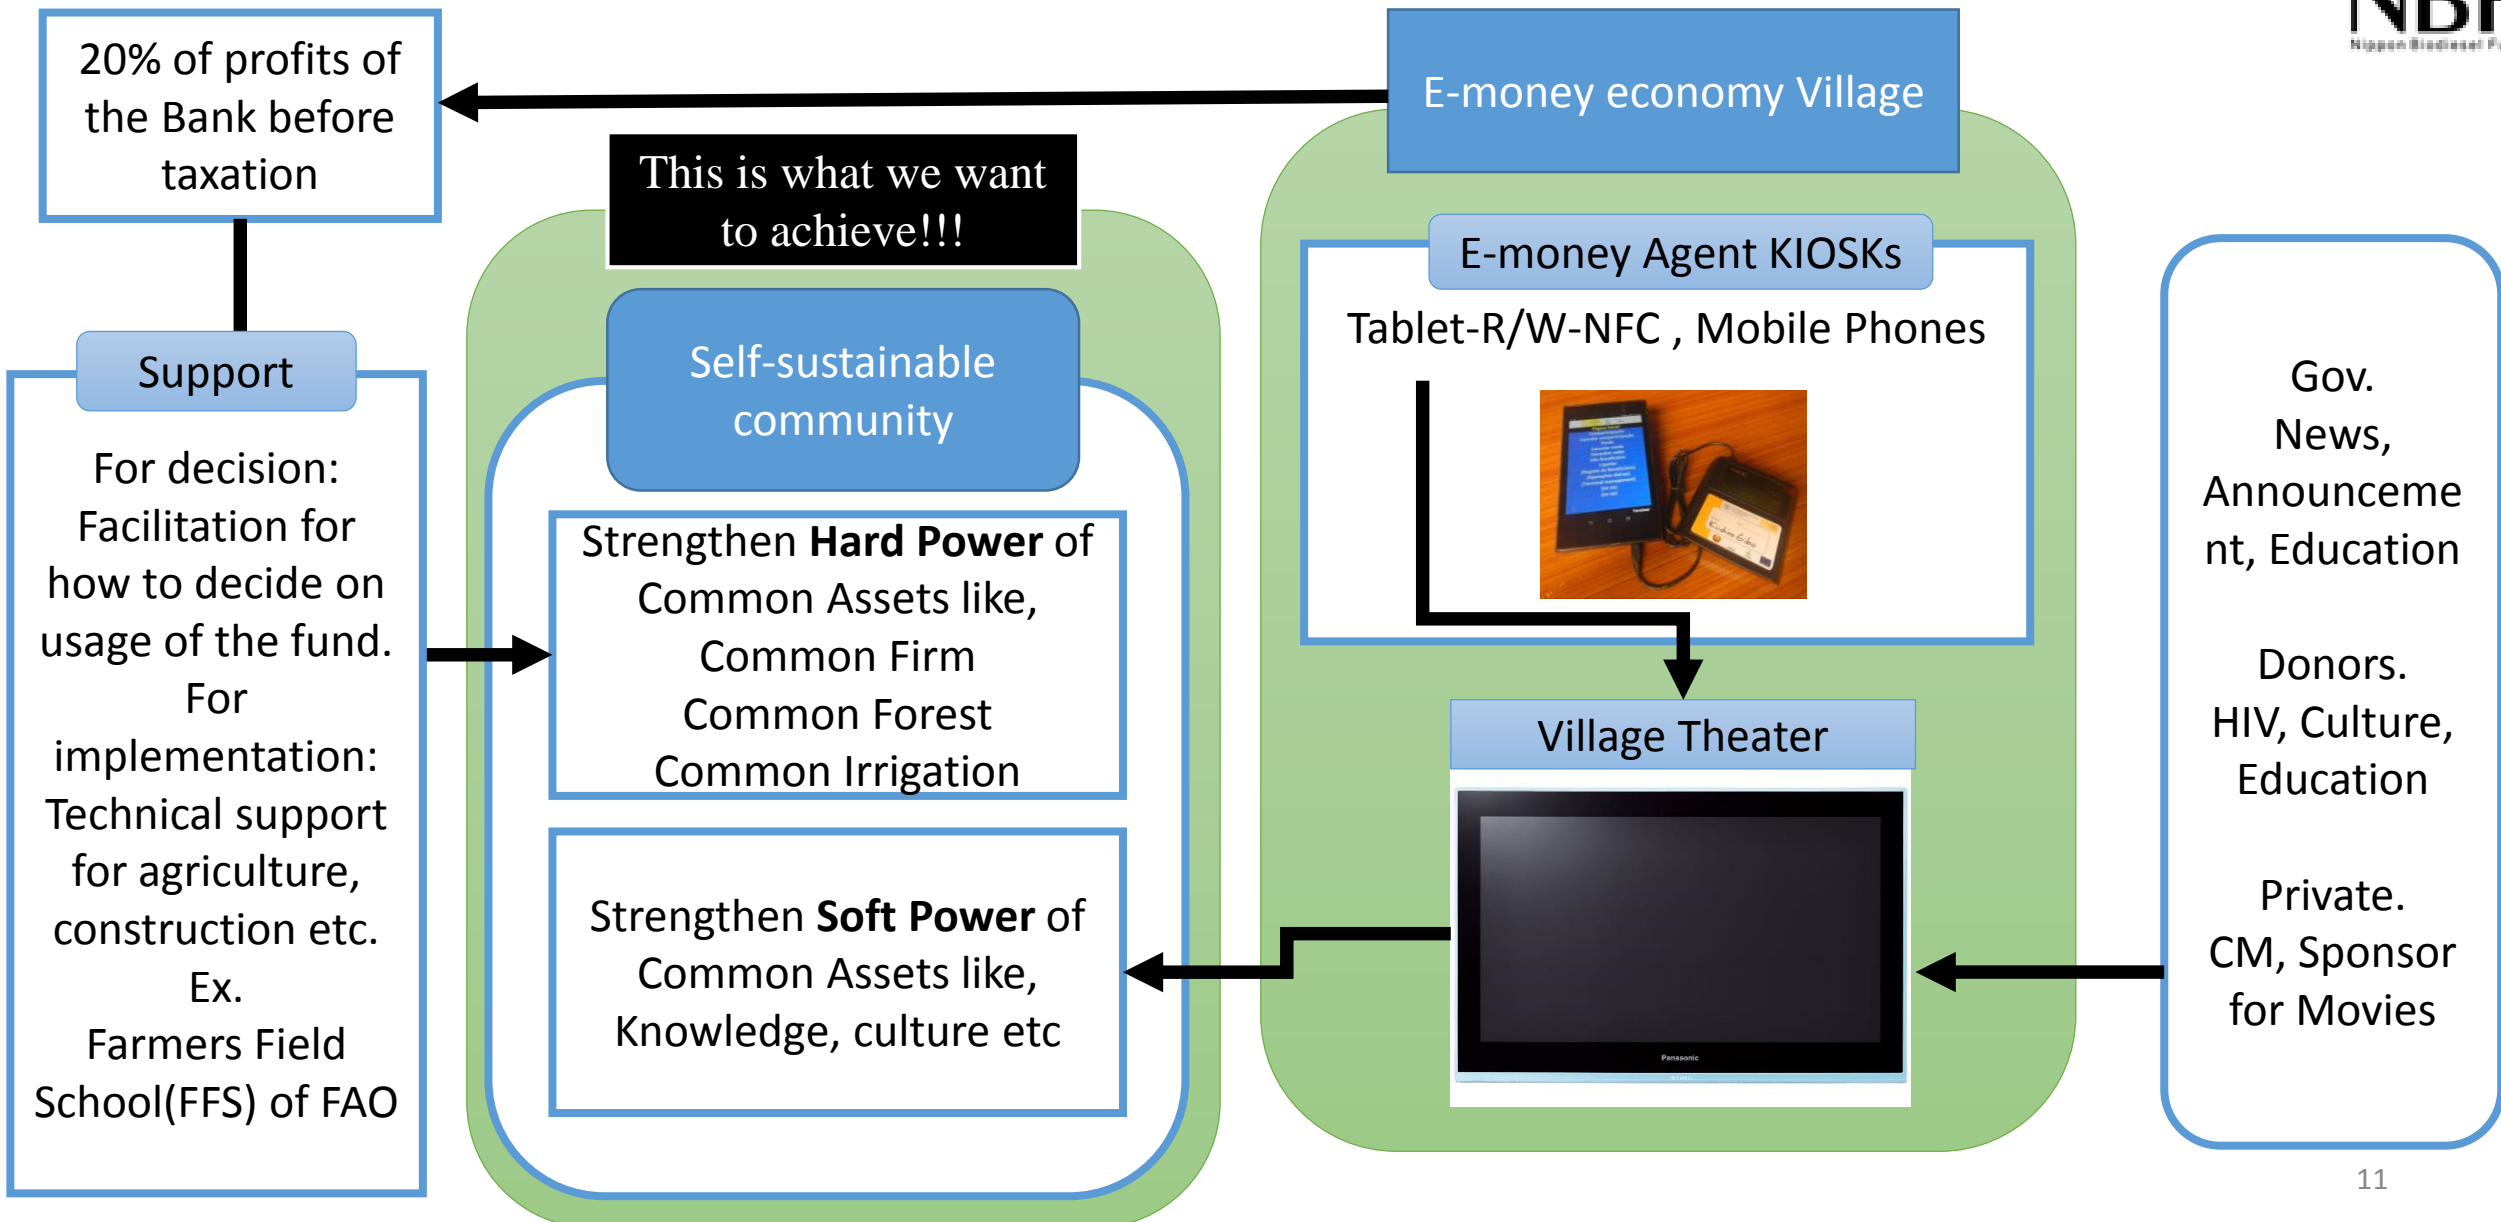 20% of profits of
the Bank before
taxation
Support
For decision:
Facilitation for
how to decide on
usage of the fund.
For
implementation:
Technical support
for agriculture,
construction etc.
Ex.
Farmers Field
School(FFS) of FAO
This is what we want
to achieve!!!
Self-sustainable
community
Strengthen Hard Power of
Common Assets like,
Common Firm
Common Forest
Common Irrigation
Strengthen Soft Power of
Common Assets like,
Knowledge, culture etc
E-money economy Village
E-money Agent KIOSKs
Tablet-R/W-NFC , Mobile Phones
Village Theater
Panasonic
Nippon Biodiesel
Gov.
News,
Announceme
nt, Education
Donors.
HIV, Culture,
Education
Private.
CM, Sponsor
for Movies
11